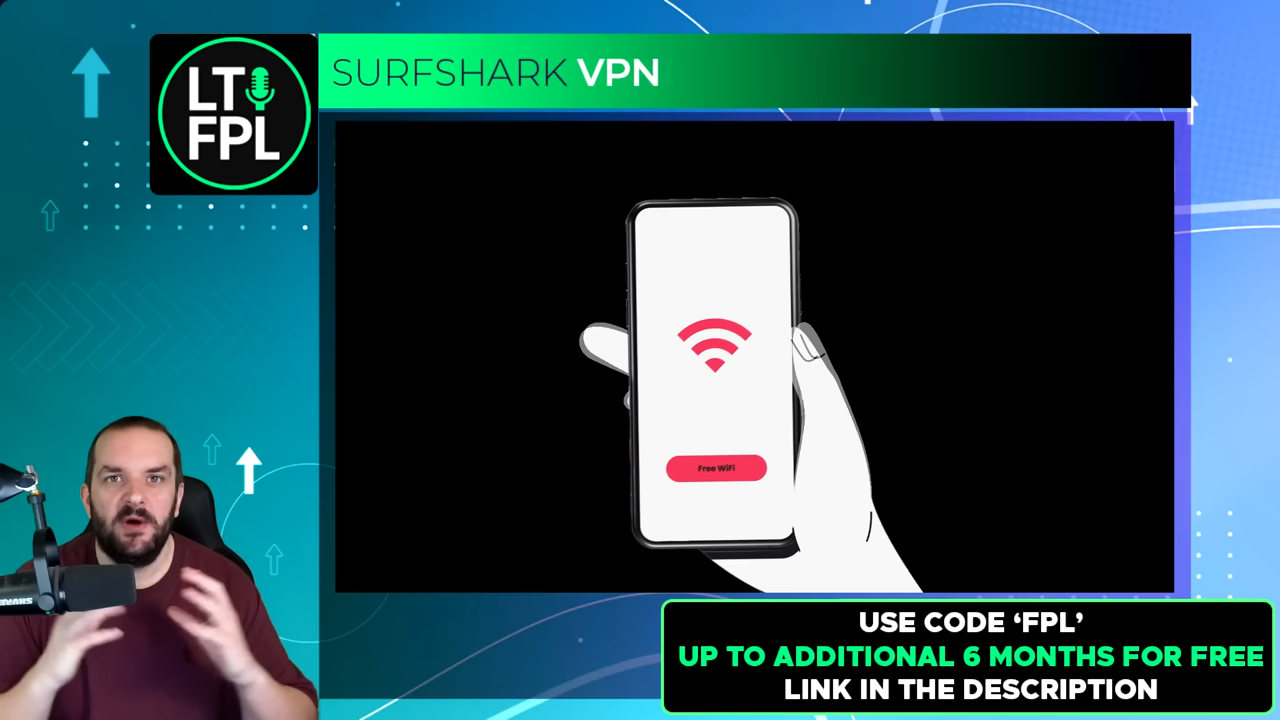 LT
FPL
SURFSHARK VPN
Free WiFi
SHURE
USE CODE ‘FPL’
UP TO ADDITIONAL 6 MONTHS FOR FREE
LINK IN THE DESCRIPTION